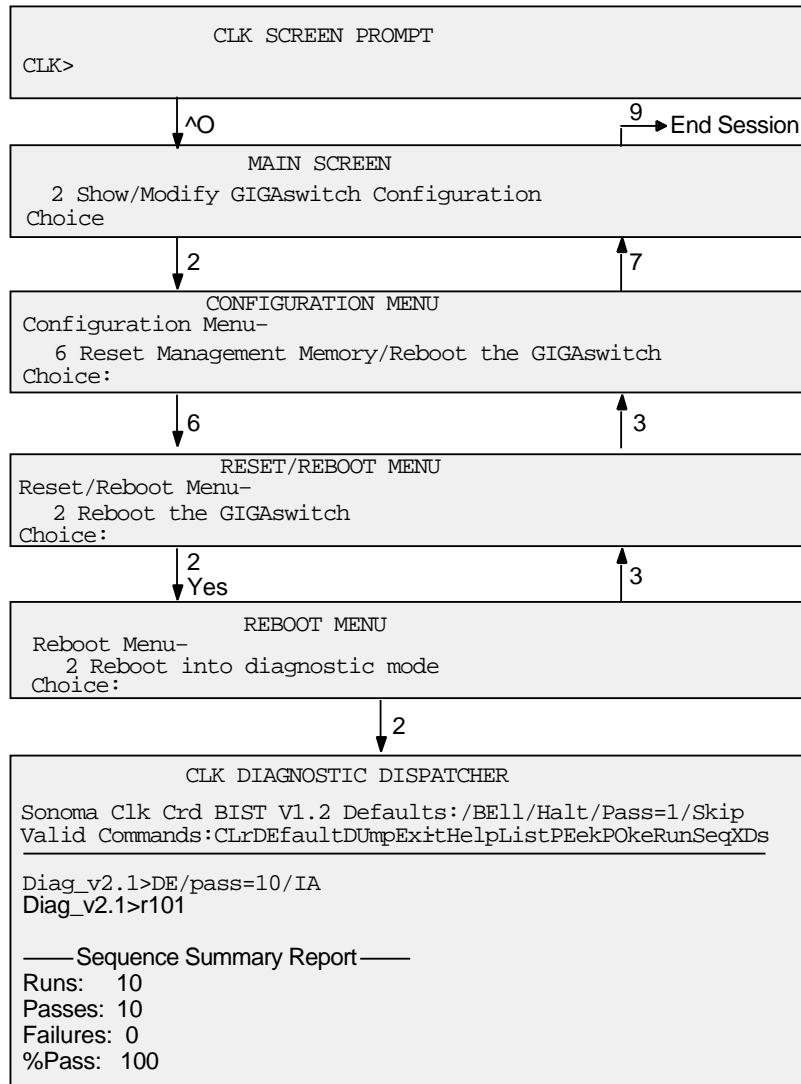 CLK SCREEN PROMPT
CLK>
^O
9
End Session
MAIN SCREEN
2 Show/Modify GIGAswitch Configuration
Choice
2
7
CONFIGURATION MENU
Configuration Menu–
6 Reset Management Memory/Reboot the GIGAswitch
Choice:
6
3
RESET/REBOOT MENU
Reset/Reboot Menu–
2 Reboot the GIGAswitch
Choice:
2
Yes
3
REBOOT MENU
Reboot Menu–
2 Reboot into diagnostic mode
Choice:
2
CLK DIAGNOSTIC DISPATCHER
Sonoma Clk Crd BIST V1.2 Defaults:/BEll/Halt/Pass=1/Skip
Valid Commands:CLrDEfaultDUmpExitHelpListPEekPOkeRunSeqXDs
Diag_v2.1>DE/pass=10/IA
Diag_v2.1>r101
Sequence Summary Report
Runs: 10
Passes: 10
Failures: 0
%Pass: 100